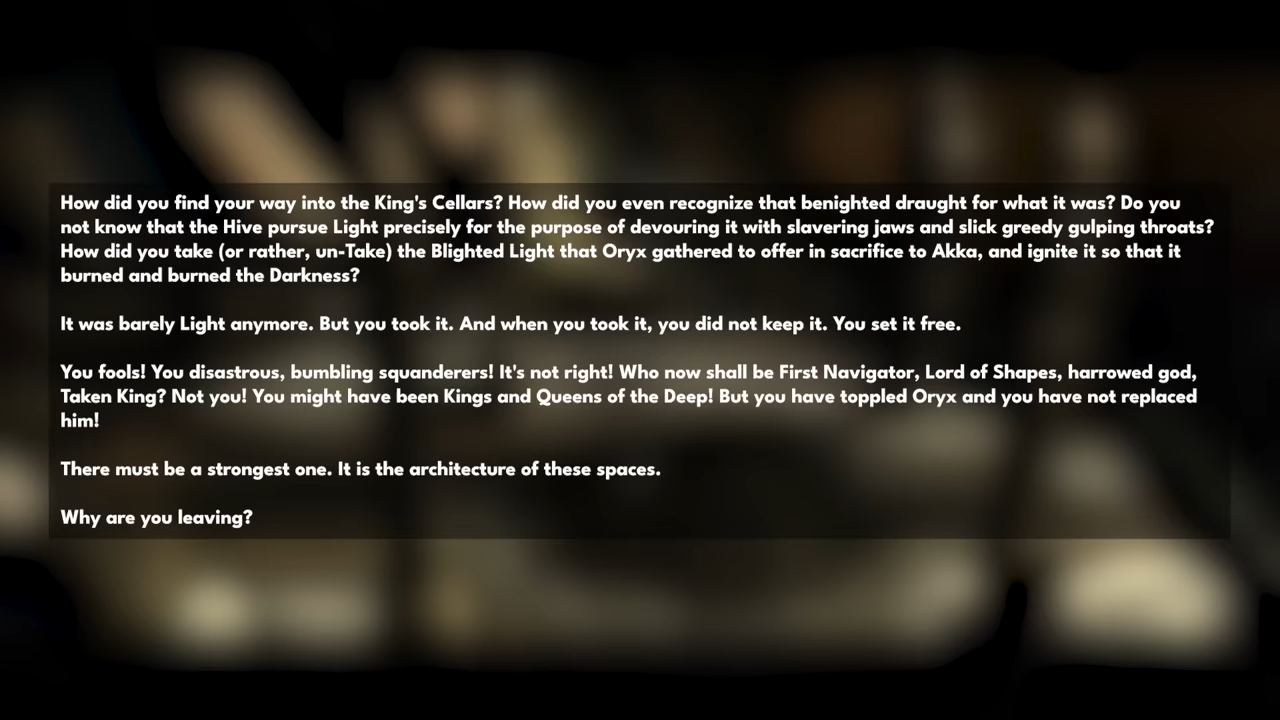 How did you find your way into the King's Cellars? How did you even recognize that benighted draught for what it was? Do you
not know that the Hive pursue Light precisely for the purpose of devouring it with slavering jaws and slick greedy gulping throats?
How did you take (or rather, un-Take) the Blighted Light that Oryx gathered to offer in sacrifice to Akka, and ignite it so that it
burned and burned the Darkness?
It was barely Light anymore. But you took it. And when you took it, you did not keep it. You set it free.
You fools! You disastrous, bumbling squanderers! It's not right! Who now shall be First Navigator, Lord of Shapes, harrowed god,
Taken King? Not you! You might have been Kings and Queens of the Deep! But you have toppled Oryx and you have not replaced
him!
There must be a strongest one. It is the architecture of these spaces.
Why are you leaving?